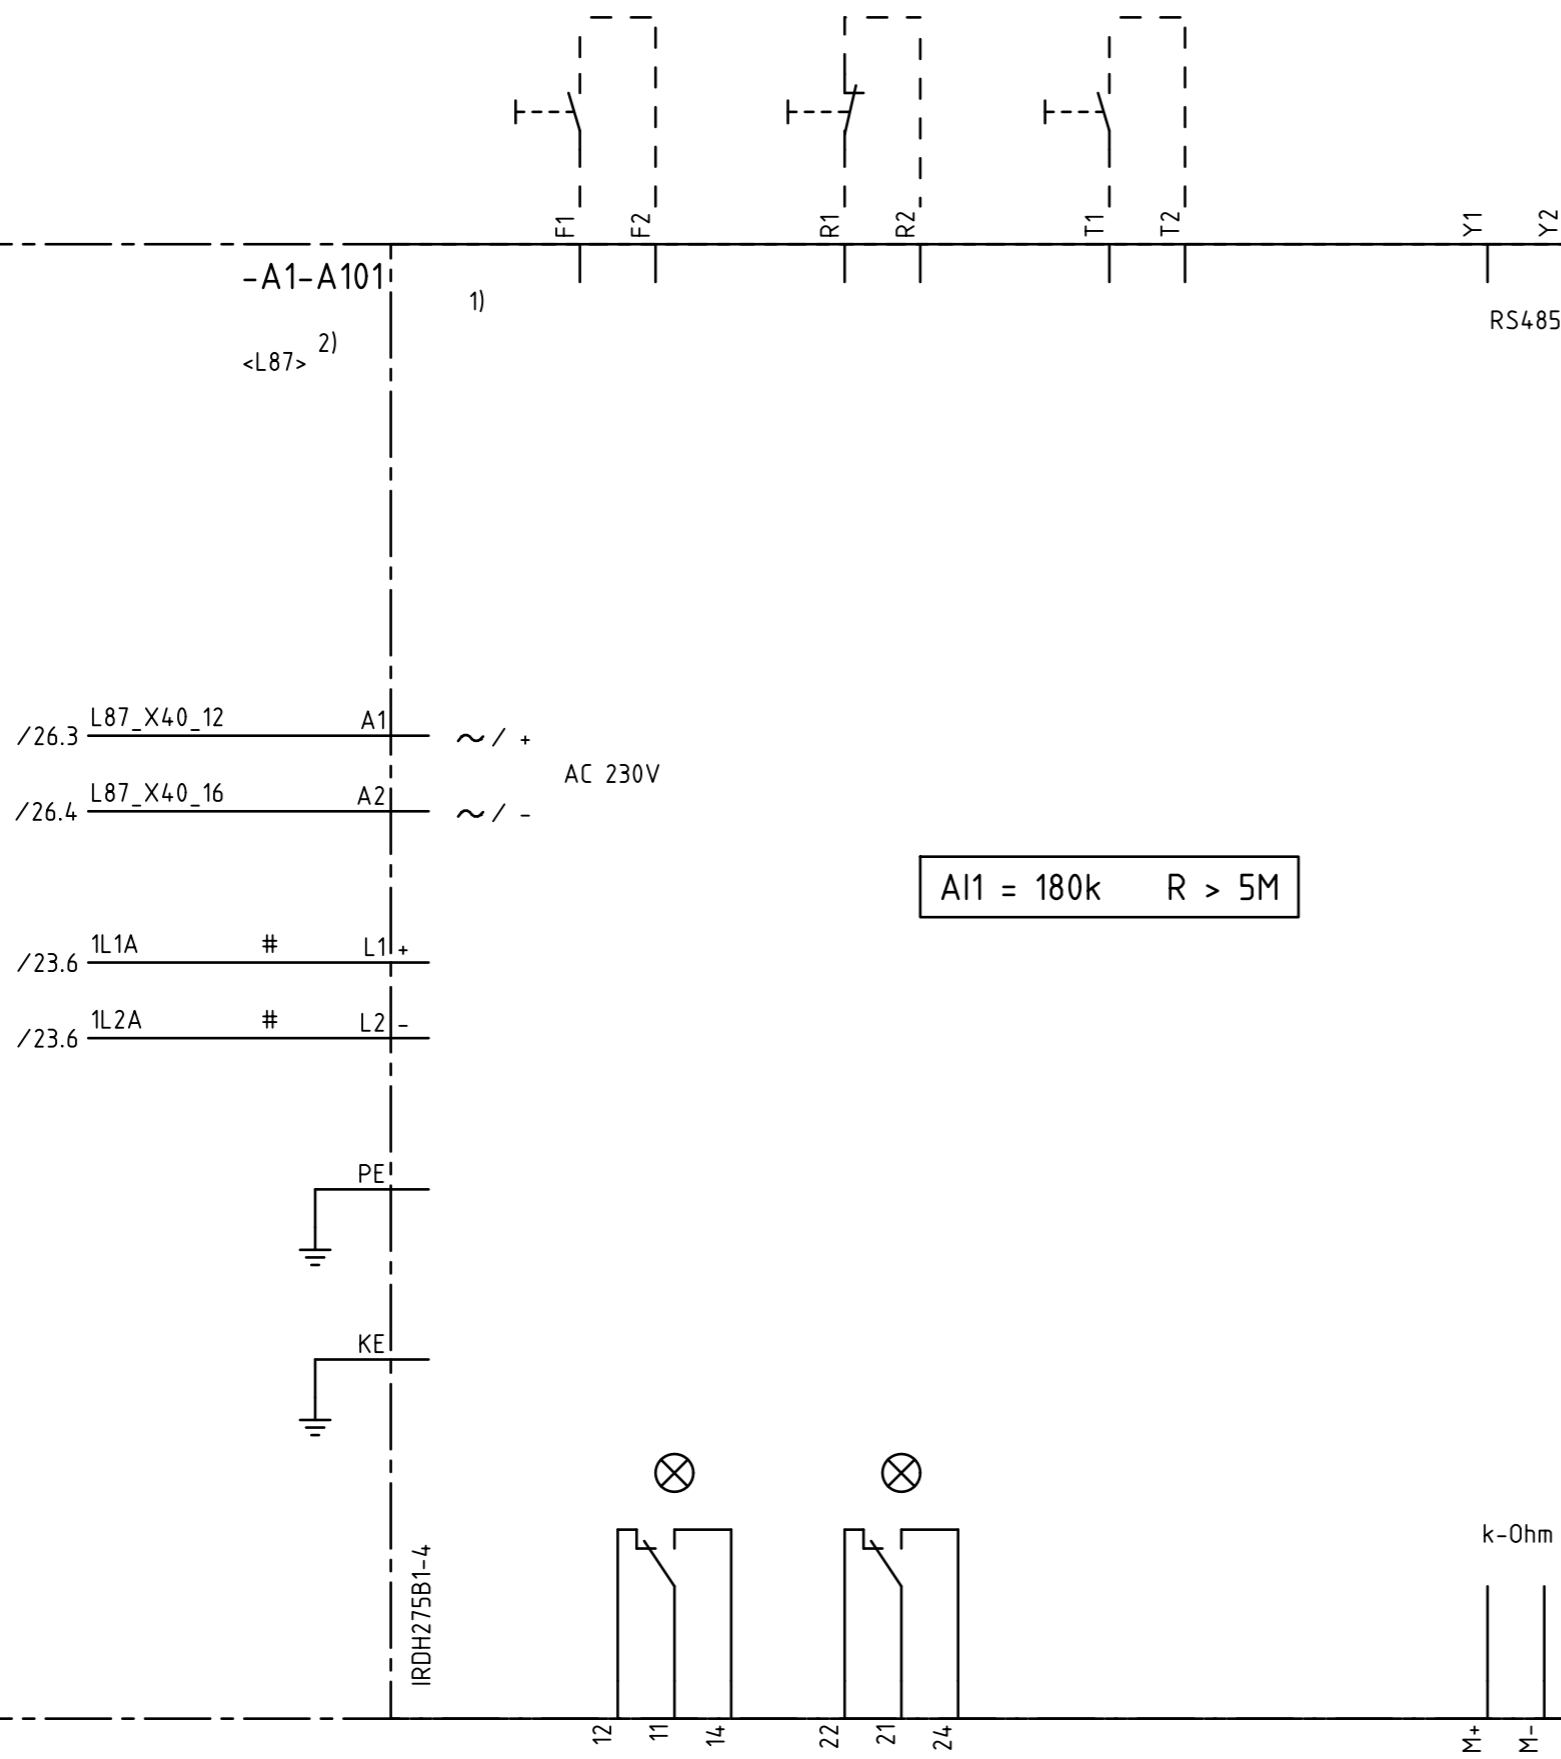 F1 F2 R1 R2 T1 T2 Y1 Y2
-A1-A101
1)
RS485
<L87> 2)
/26.3 L87_X40_12 A1 ~/ +
AC 230V
/26.4 L87_X40_16 A2 ~/ -
AI1 = 180k R > 5M
/23.6 1L1A # L1 +
/23.6 1L2A # L2 -
PE
KE
k-Ohm
IRDH275B1-4
12 11 14 22 21 24 M+ M-